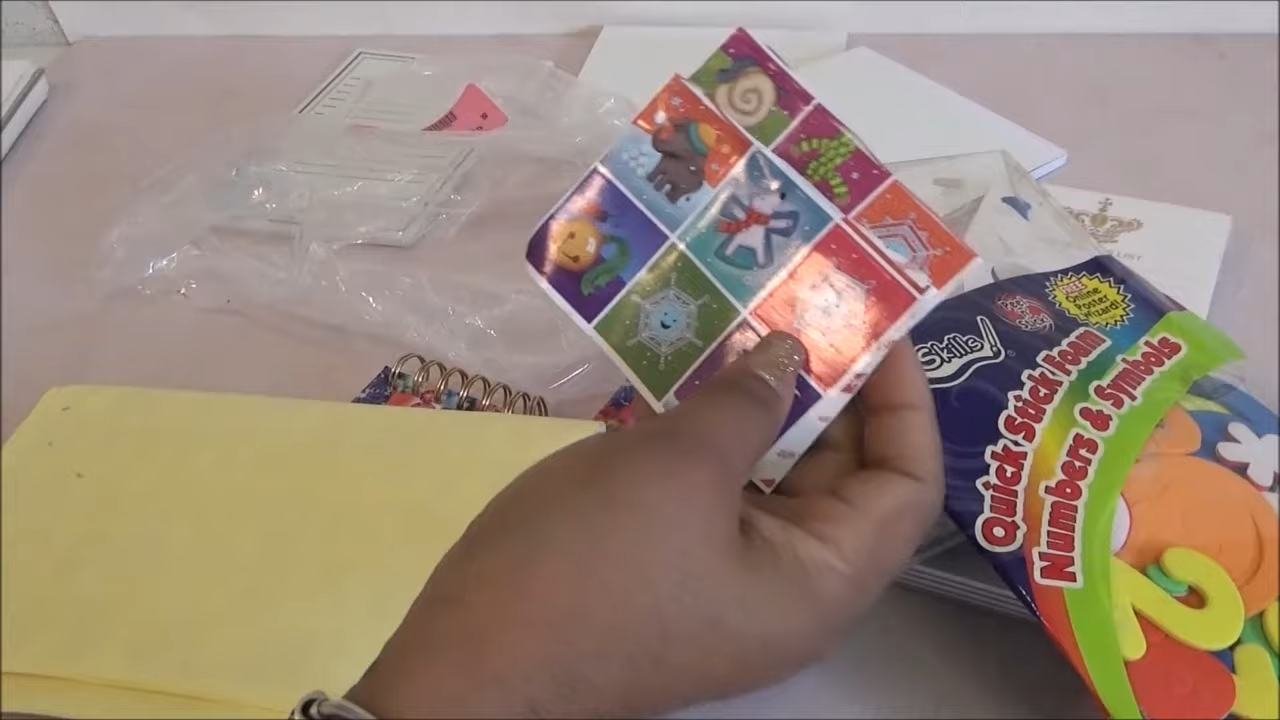 Skills!
FREE
Online
Poster
Wizard!
Quick Stick Foam
Numbers & Symbols